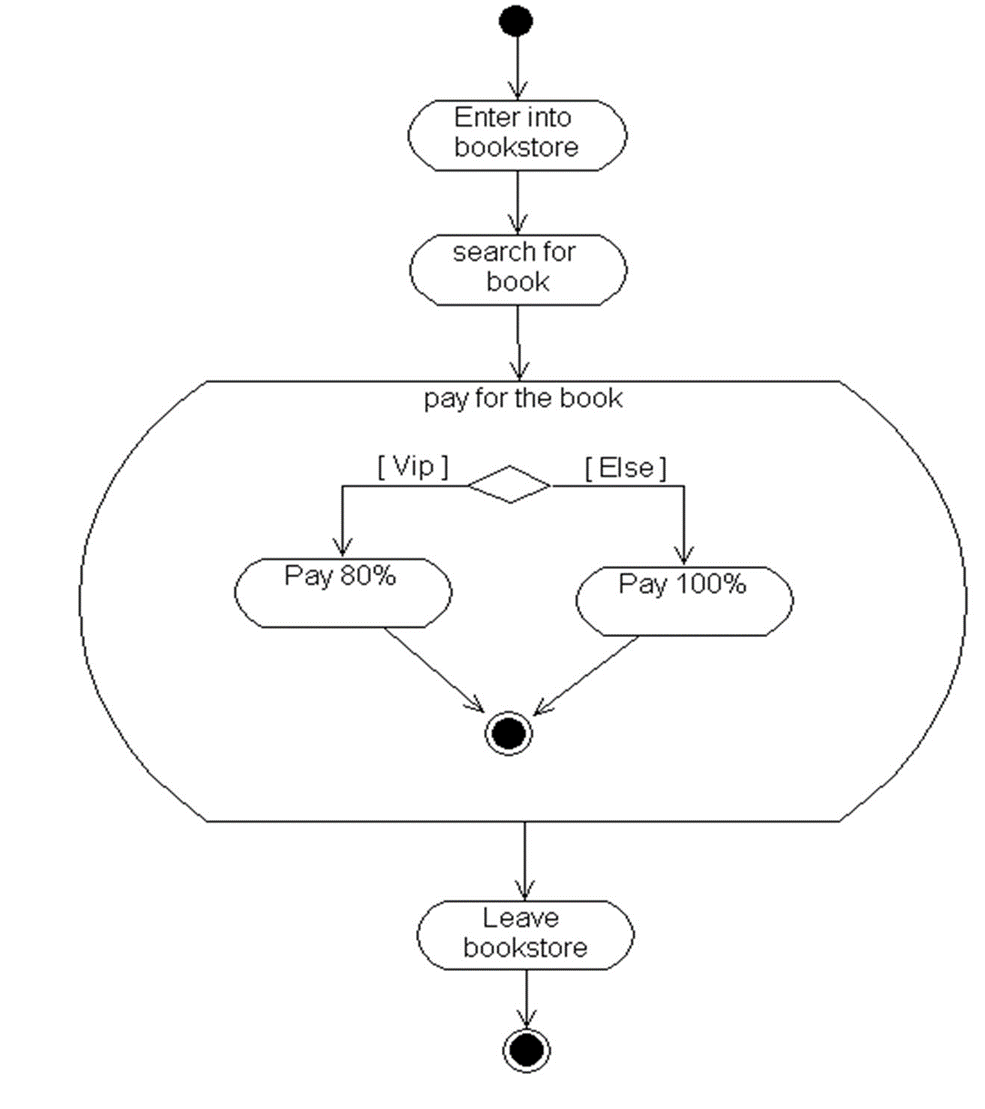 Enter into
bookstore
search for
book
pay for the book
[ Vip ]
[ Else ]
Pay 80%
Pay 100%
Leave
bookstore